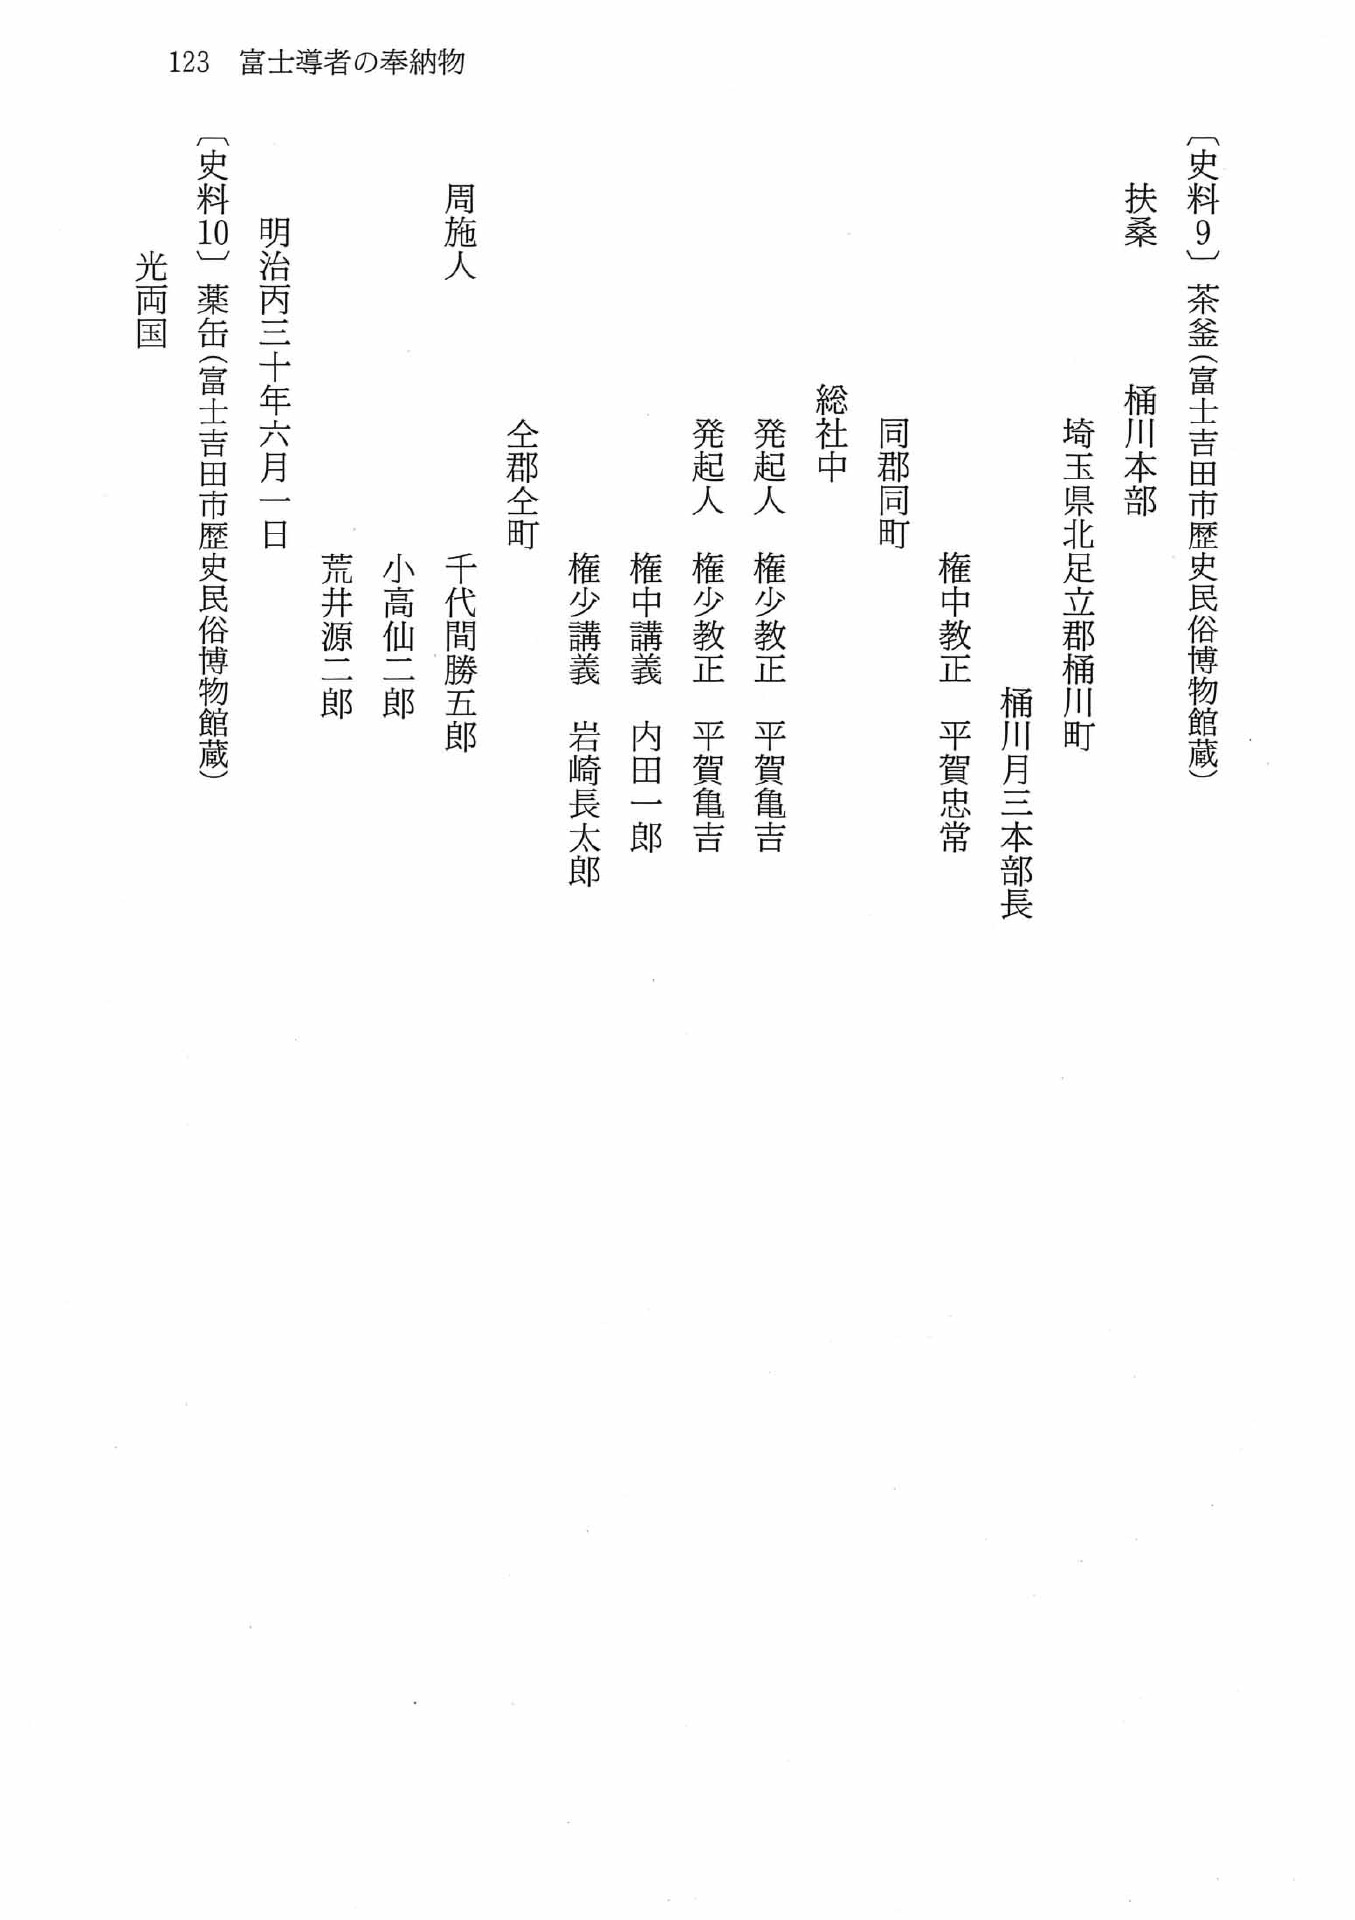 123　富士導者の奉納物
〔史料9〕　茶釜（富士吉田市歴史民俗博物館蔵）
扶桑　　　　桶川本部
埼玉県北足立郡桶川町
桶川月三本部長
権中教正　平賀忠常
同郡同町
総社中
発起人　権少教正　平賀亀吉
発起人　権少教正　平賀亀吉
権中講義　内田一郎
権少講義　岩崎長太郎
仝郡仝町
周施人　　　　　　　　千代間勝五郎
小高仙二郎
荒井源二郎
明治丙三十年六月一日
〔史料10〕　薬缶（富士吉田市歴史民俗博物館蔵）
光両国